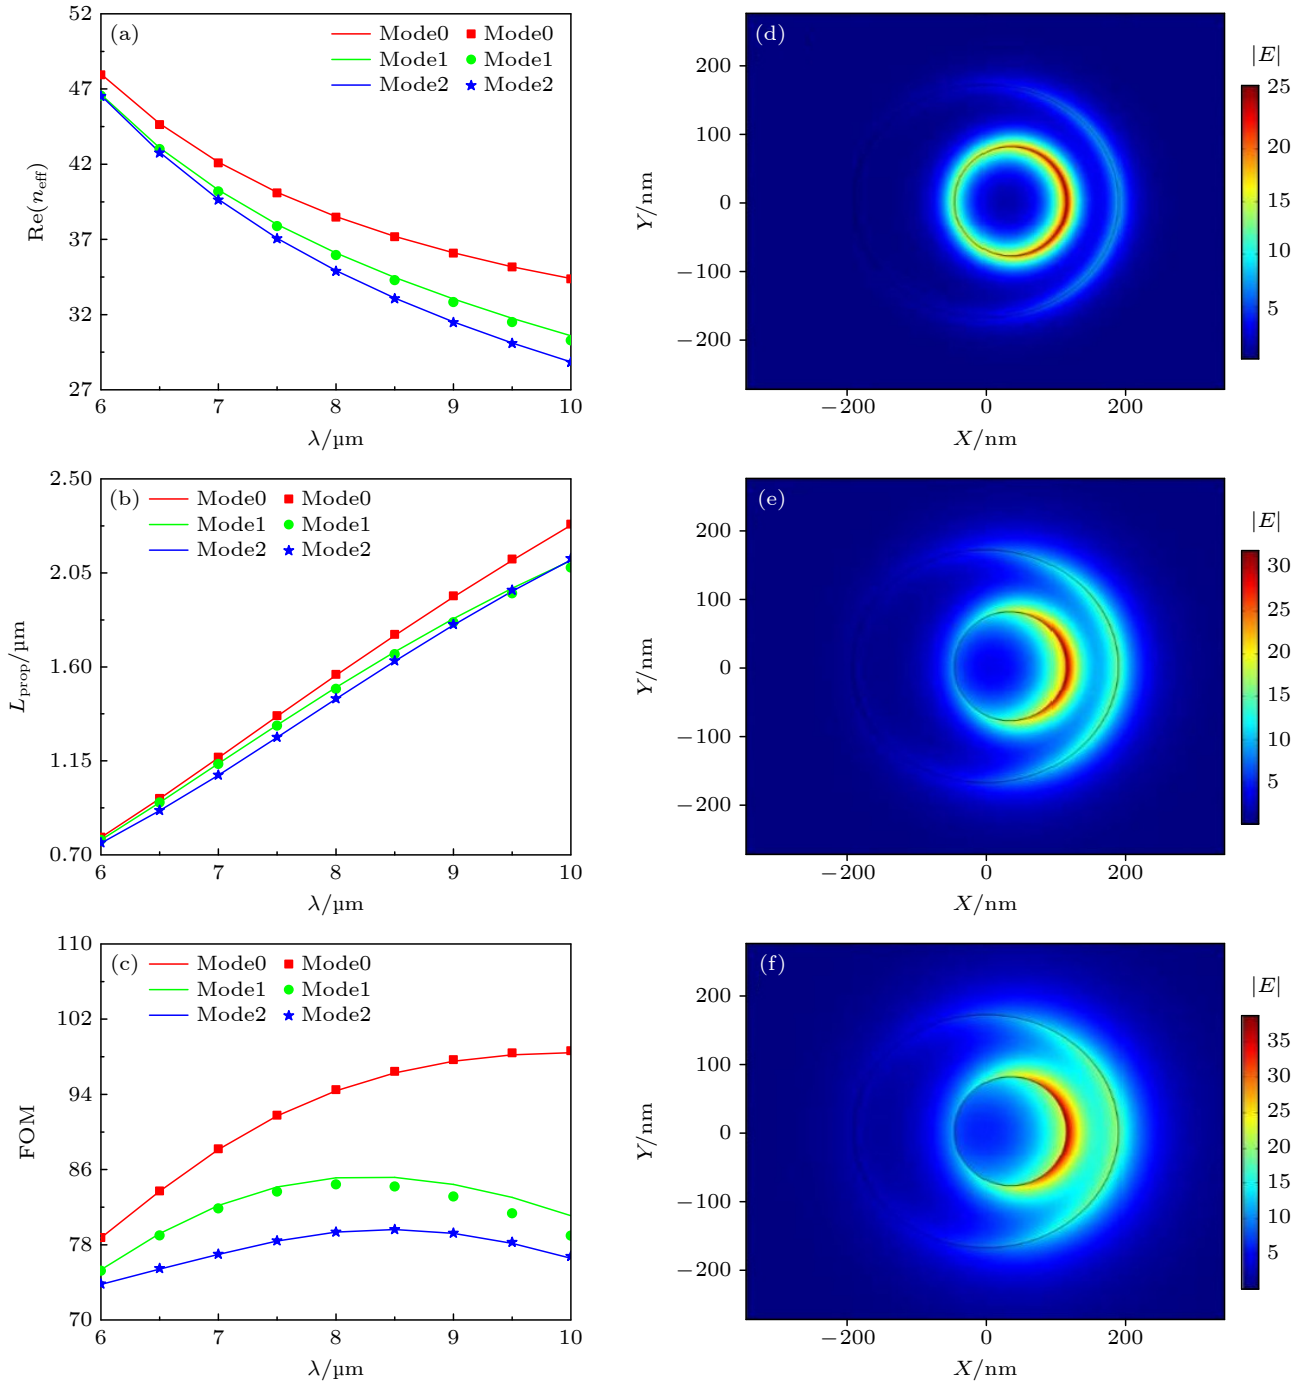 (a)
Mode0 Mode0
Mode1 Mode1
Mode2 Mode2
52
47
42
37
32
27
Re(n_eff)
6 7 8 9 10
λ/µm
(d)
200
100
0
−100
−200
Y/nm
−200 0 200
X/nm
|E|
25
20
15
10
5
(b)
Mode0 Mode0
Mode1 Mode1
Mode2 Mode2
2.50
2.05
1.60
1.15
0.70
L_prop/µm
6 7 8 9 10
λ/µm
(e)
200
100
0
−100
−200
Y/nm
−200 0 200
X/nm
|E|
30
25
20
15
10
5
(c)
Mode0 Mode0
Mode1 Mode1
Mode2 Mode2
110
102
94
86
78
70
FOM
6 7 8 9 10
λ/µm
(f)
200
100
0
−100
−200
Y/nm
−200 0 200
X/nm
|E|
35
30
25
20
15
10
5